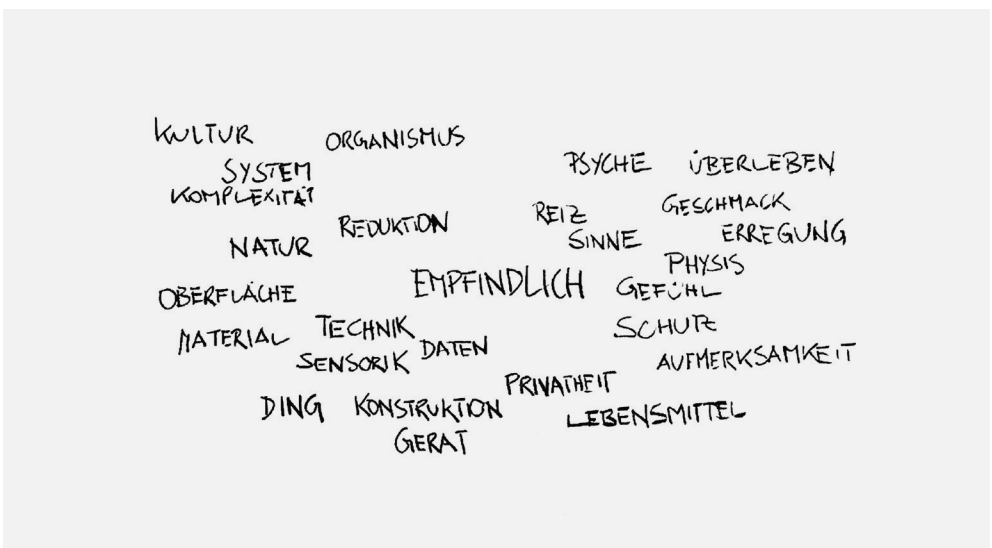 KULTUR
ORGANISMUS
PSYCHE
ÜBERLEBEN
SYSTEM
KOMPLEXITÄT
REIZ
GESCHMACK
REDUKTION
SINNE
ERREGUNG
NATUR
PHYSIS
EMPFINDLICH
GEFÜHL
OBERFLÄCHE
MATERIAL
TECHNIK
SCHUTZ
SENSORIK
DATEN
AUFMERKSAMKEIT
PRIVATHEIT
DING
KONSTRUKTION
LEBENSMITTEL
GERAT